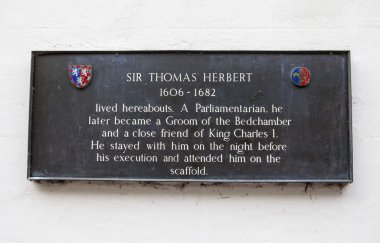 SIR THOMAS HERBERT
1606 - 1682
lived hereabouts. A Parliamentarian, he
later became a Groom of the Bedchamber
and a close friend of King Charles I.
He stayed with him on the night before
his execution and attended him on the
scaffold.